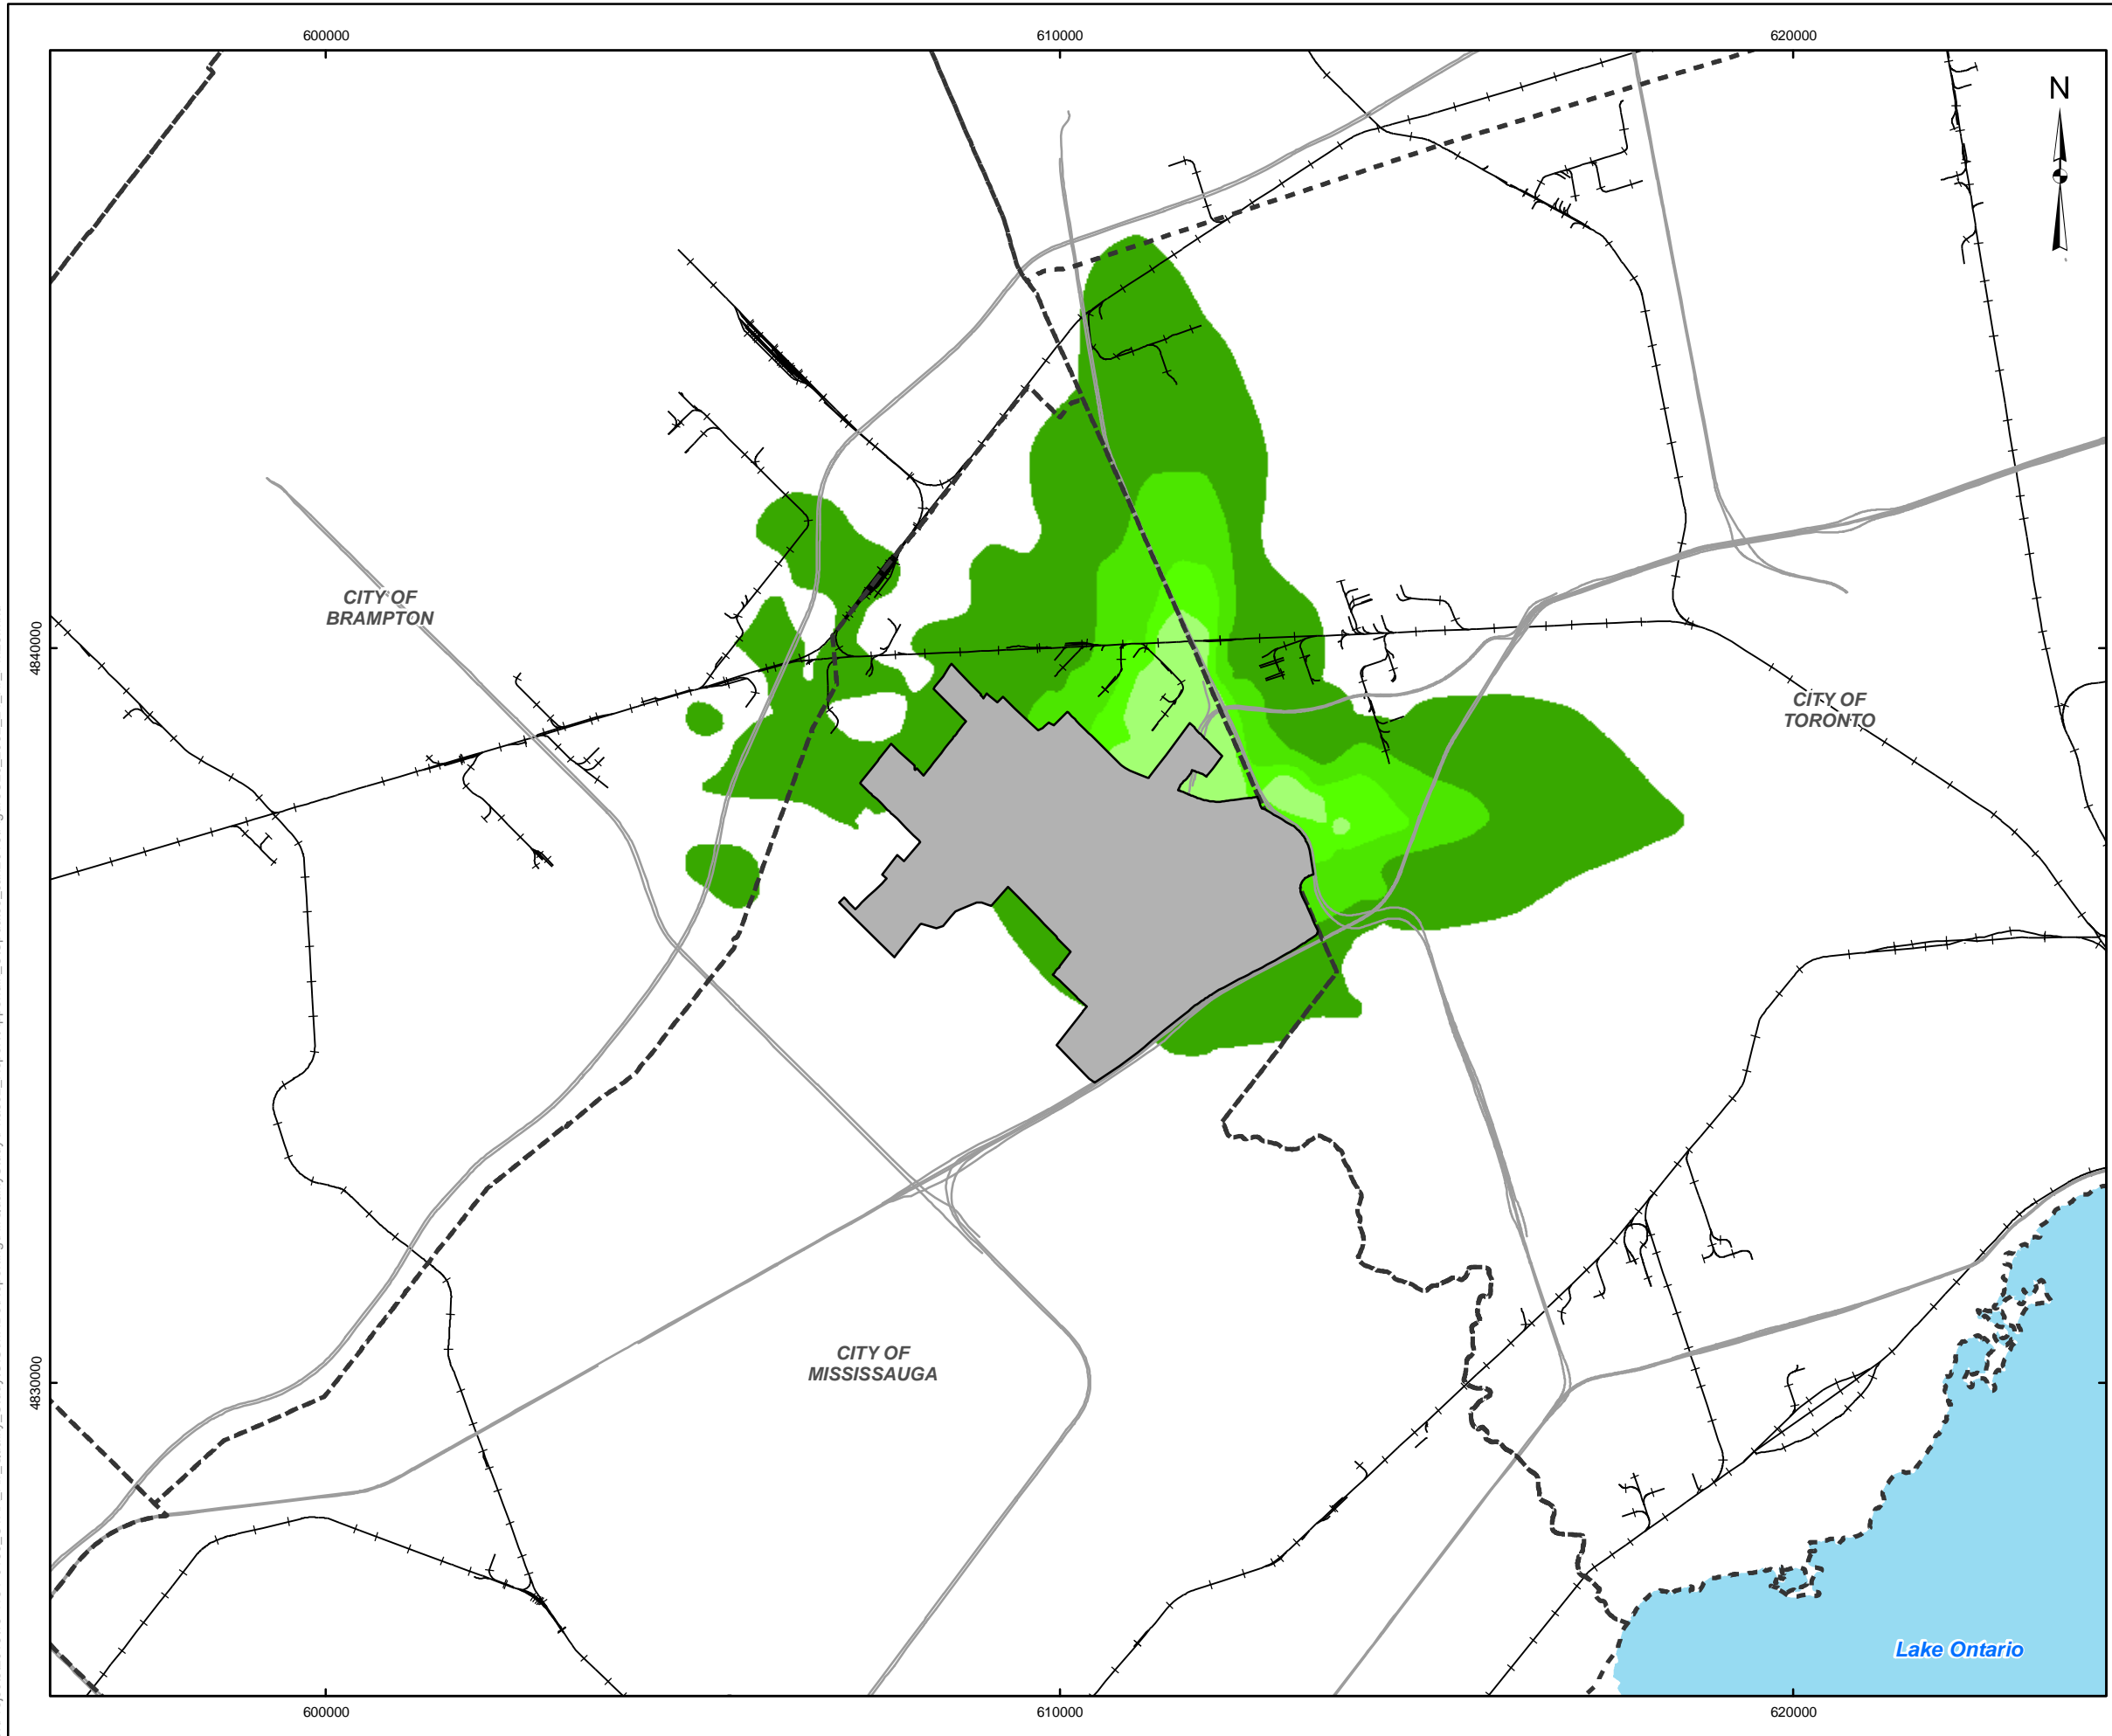 600000
610000
620000
N
4840000
CITY OF
BRAMPTON
CITY OF
TORONTO
4830000
CITY OF
MISSISSAUGA
Lake Ontario
600000
610000
620000